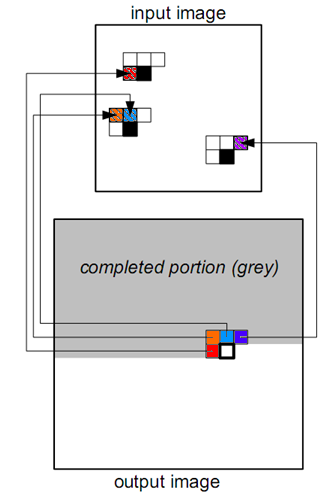 input image
completed portion (grey)
output image